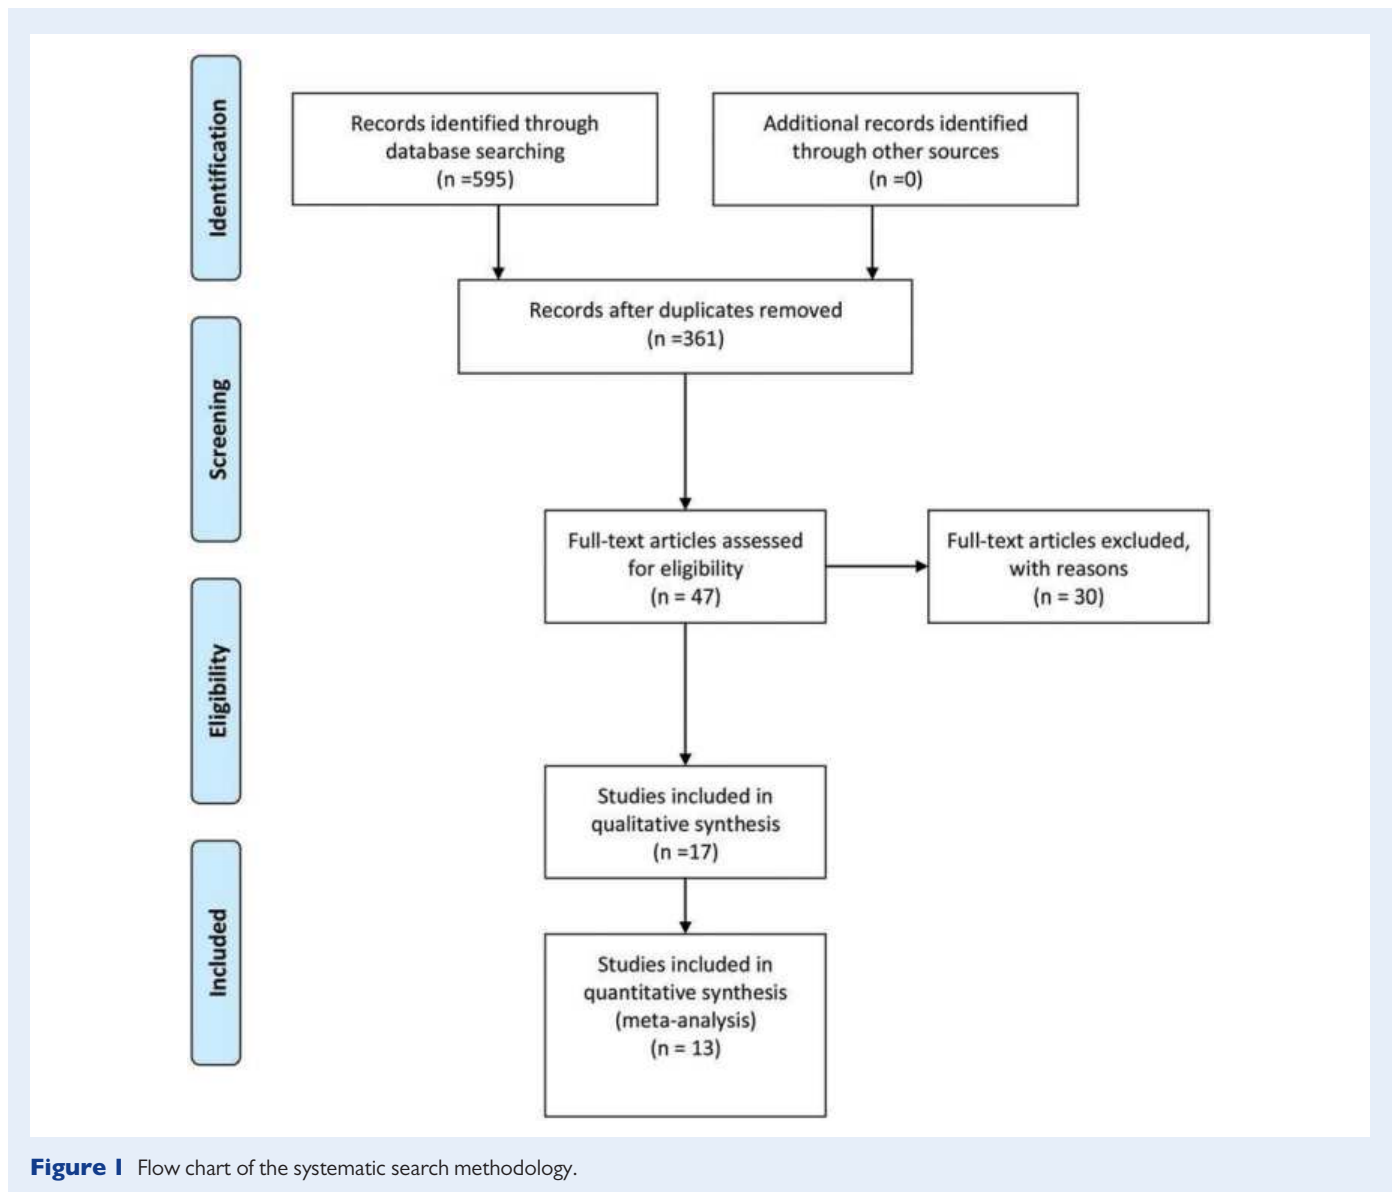 Identification
Records identified through
database searching
(n =595)
Additional records identified
through other sources
(n =0)
Records after duplicates removed
(n =361)
Screening
Full-text articles assessed
for eligibility
(n = 47)
Full-text articles excluded,
with reasons
(n = 30)
Eligibility
Studies included in
qualitative synthesis
(n =17)
Included
Studies included in
quantitative synthesis
(meta-analysis)
(n = 13)
Figure 1 Flow chart of the systematic search methodology.